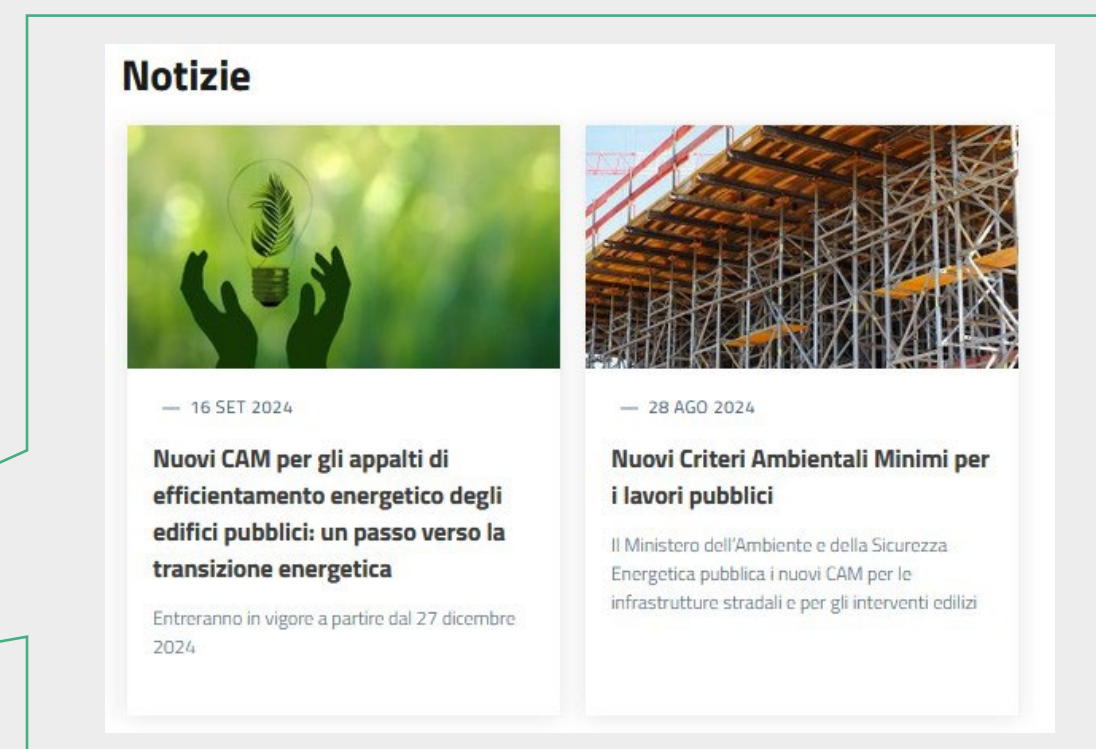 Notizie
— 16 SET 2024
Nuovi CAM per gli appalti di
efficientamento energetico degli
edifici pubblici: un passo verso la
transizione energetica
Entreranno in vigore a partire dal 27 dicembre
2024
— 28 AGO 2024
Nuovi Criteri Ambientali Minimi per
i lavori pubblici
Il Ministero dell'Ambiente e della Sicurezza
Energetica pubblica i nuovi CAM per le
infrastrutture stradali e per gli interventi edilizi